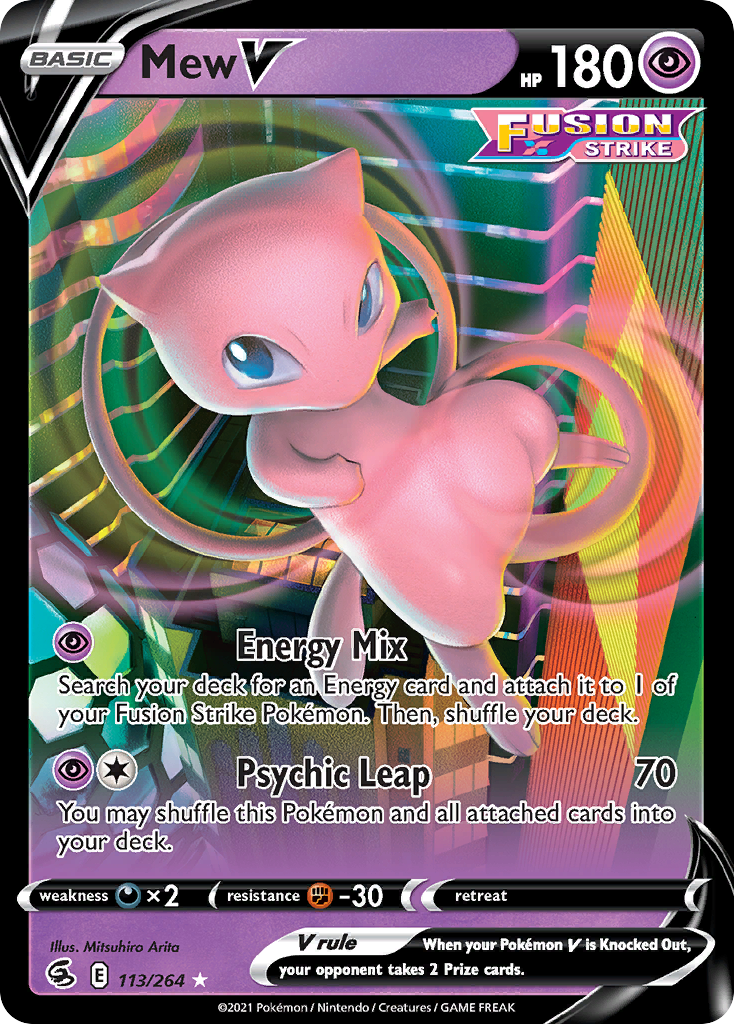 BASIC Mew V HP 180
FUSION
STRIKE
Energy Mix
Search your deck for an Energy card and attach it to 1 of
your Fusion Strike Pokémon. Then, shuffle your deck.
Psychic Leap 70
You may shuffle this Pokémon and all attached cards into
your deck.
weakness ×2 resistance -30 retreat
Illus. Mitsuhiro Arita
V rule When your Pokémon V is Knocked Out,
your opponent takes 2 Prize cards.
E 113/264
©2021 Pokémon / Nintendo / Creatures / GAME FREAK